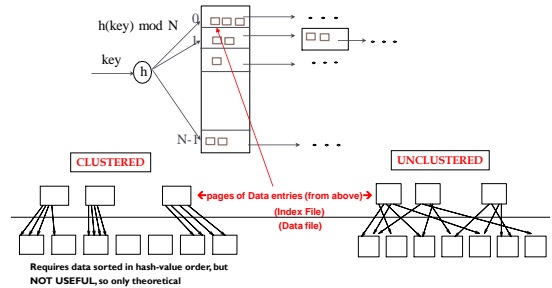 h(key) mod N
0
1
key
h
N-1
CLUSTERED
UNCLUSTERED
pages of Data entries (from above)
(Index File)
(Data file)
Requires data sorted in hash-value order, but
NOT USEFUL, so only theoretical